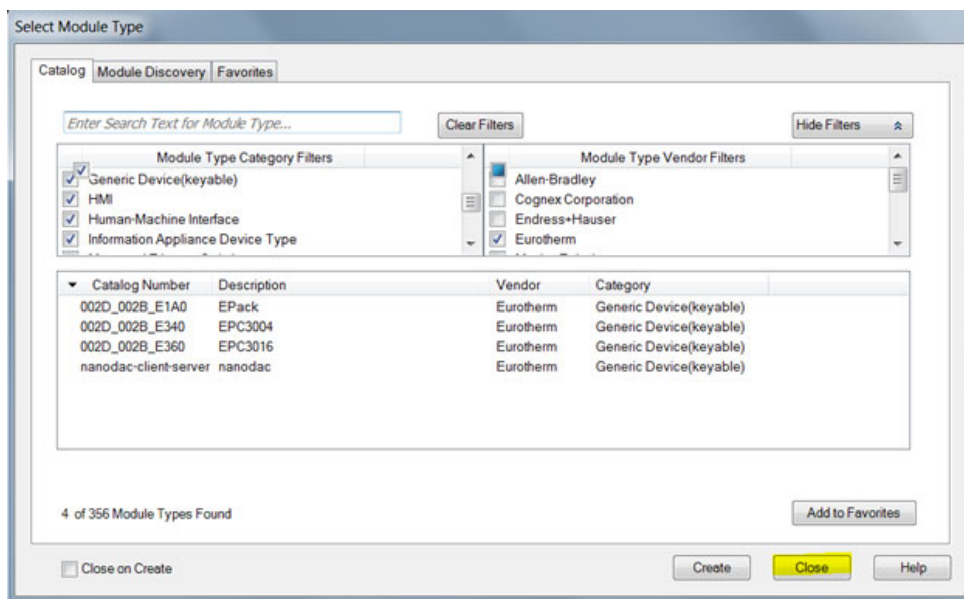 Select Module Type
Catalog Module Discovery Favorites
Enter Search Text for Module Type... Clear Filters Hide Filters
Module Type Category Filters Module Type Vendor Filters
Generic Device(keyable) Allen-Bradley
HMI Cognex Corporation
Human-Machine Interface Endress+Hauser
Information Appliance Device Type Eurotherm
Catalog Number Description Vendor Category
002D_002B_E1A0 EPack Eurotherm Generic Device(keyable)
002D_002B_E340 EPC3004 Eurotherm Generic Device(keyable)
002D_002B_E360 EPC3016 Eurotherm Generic Device(keyable)
nanodac-client-server nanodac Eurotherm Generic Device(keyable)
4 of 356 Module Types Found Add to Favorites
Close on Create Create Close Help